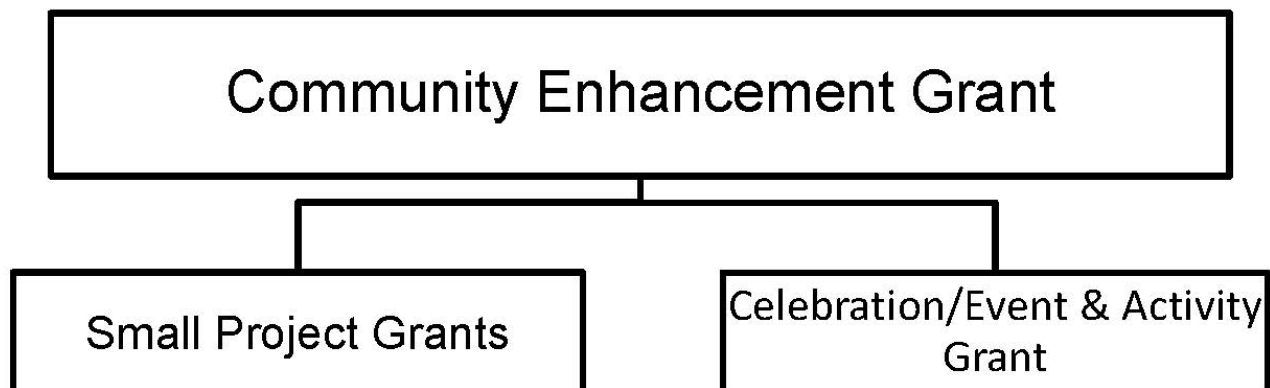 Community Enhancement Grant
Small Project Grants
Celebration/Event & Activity
Grant